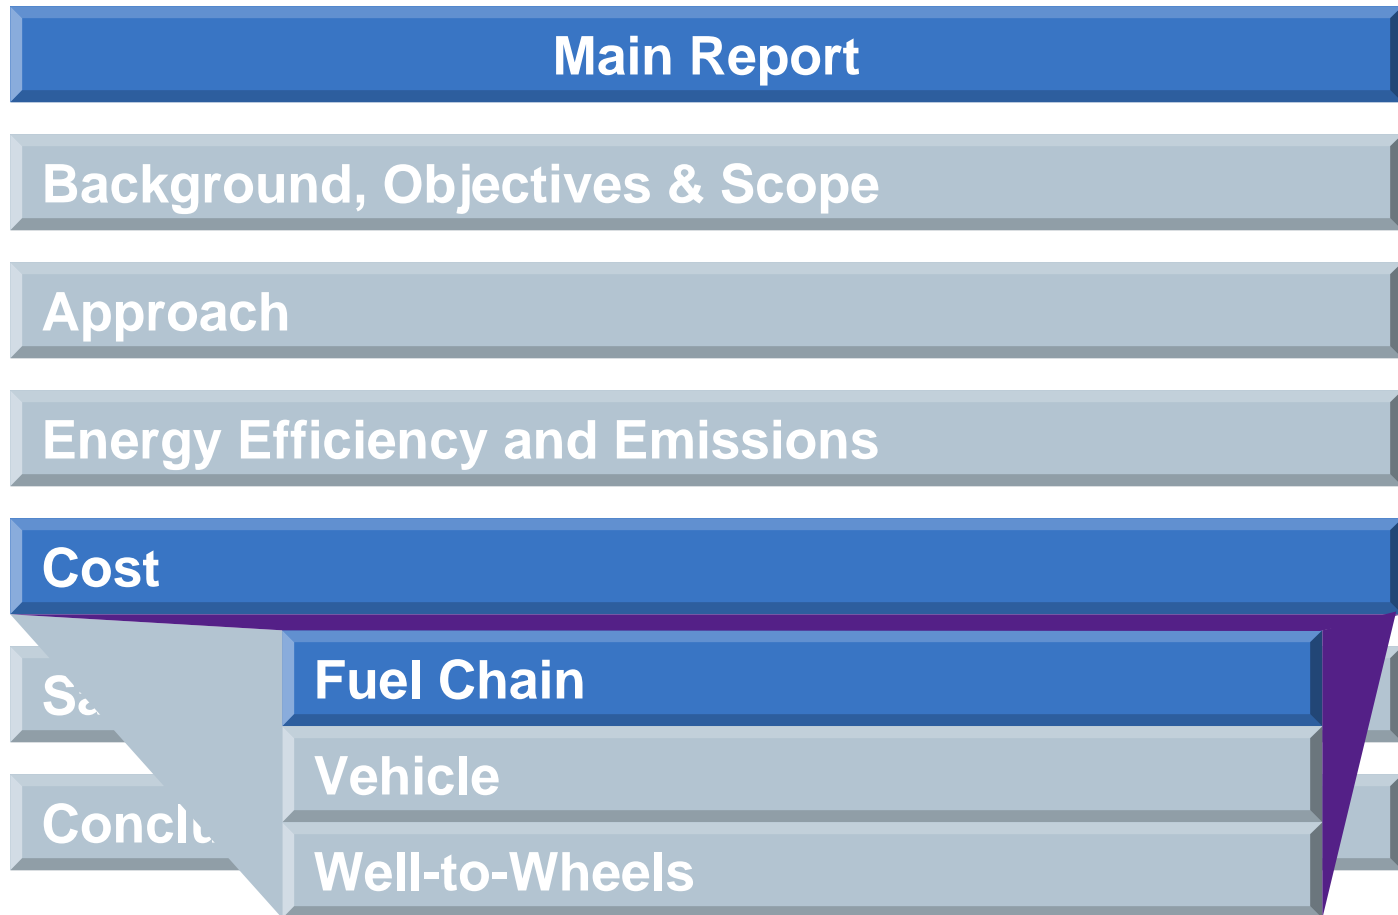 Main Report
Background, Objectives & Scope
Approach
Energy Efficiency and Emissions
Cost
Fuel Chain
Vehicle
Well-to-Wheels